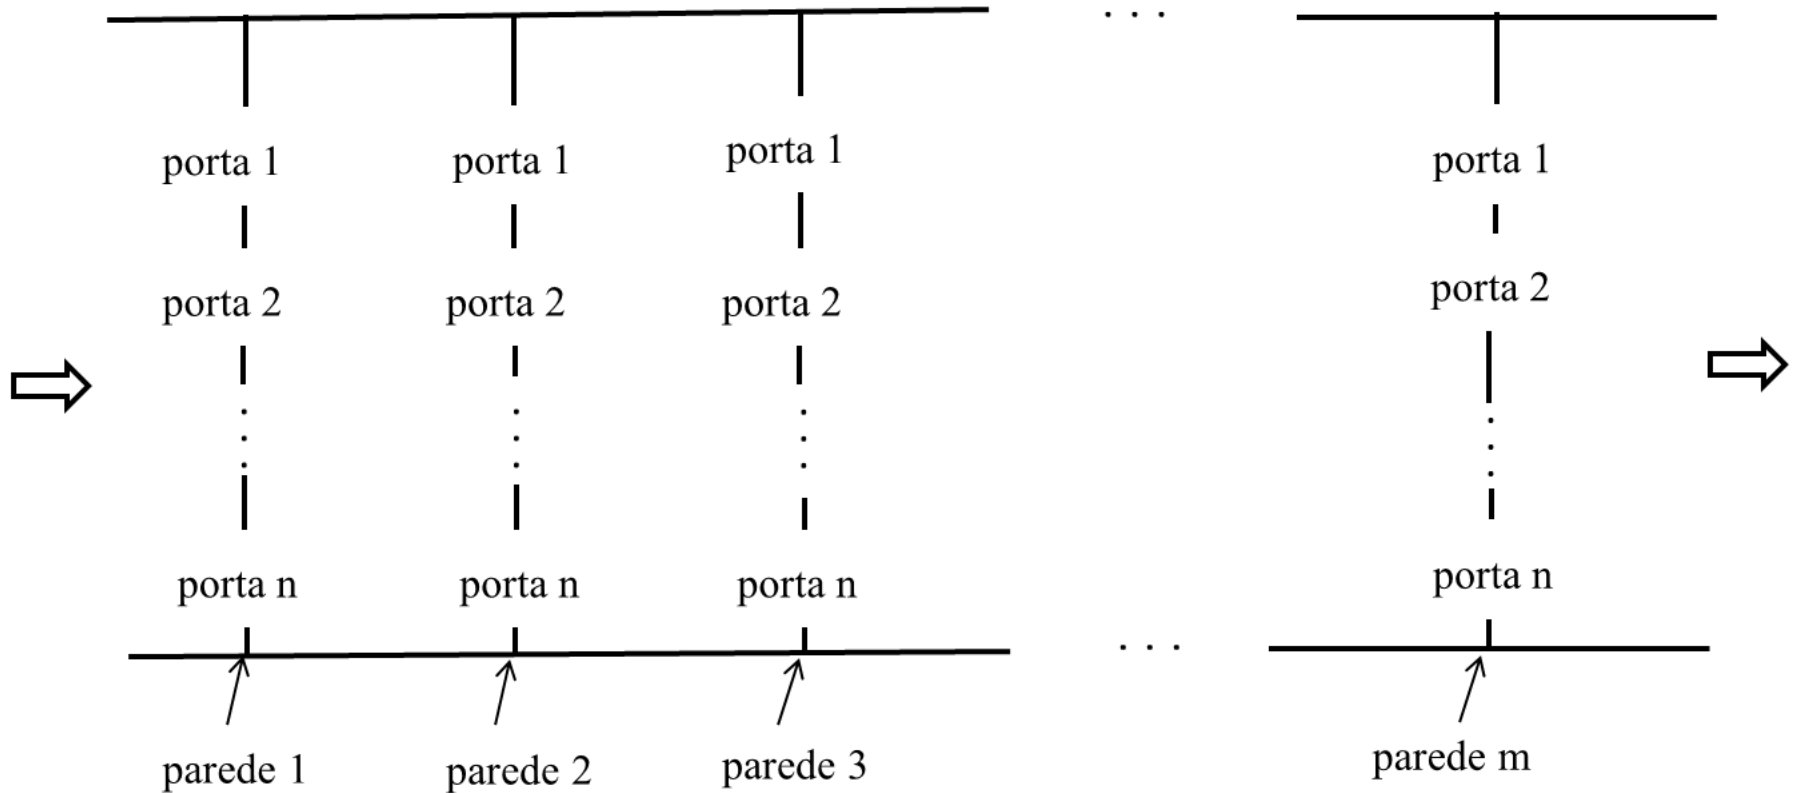 . . .
porta 1 porta 1 porta 1 porta 1
porta 2 porta 2 porta 2 porta 2
porta n porta n porta n porta n
. . .
parede 1 parede 2 parede 3 parede m